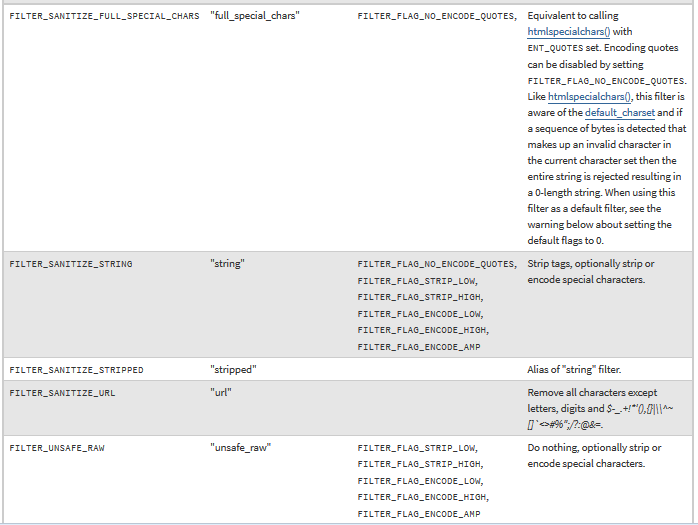 FILTER_SANITIZE_FULL_SPECIAL_CHARS "full_special_chars" FILTER_FLAG_NO_ENCODE_QUOTES, Equivalent to calling
htmlspecialchars() with
ENT_QUOTES set. Encoding quotes
can be disabled by setting
FILTER_FLAG_NO_ENCODE_QUOTES.
Like htmlspecialchars(), this filter is
aware of the default_charset and if
a sequence of bytes is detected that
makes up an invalid character in
the current character set then the
entire string is rejected resulting in
a 0-length string. When using this
filter as a default filter, see the
warning below about setting the
default flags to 0.
FILTER_SANITIZE_STRING "string" FILTER_FLAG_NO_ENCODE_QUOTES, Strip tags, optionally strip or
FILTER_FLAG_STRIP_LOW, encode special characters.
FILTER_FLAG_STRIP_HIGH,
FILTER_FLAG_ENCODE_LOW,
FILTER_FLAG_ENCODE_HIGH,
FILTER_FLAG_ENCODE_AMP
FILTER_SANITIZE_STRIPPED "stripped" Alias of "string" filter.
FILTER_SANITIZE_URL "url" Remove all characters except
letters, digits and $-_.+!*'(),{}|\\^~
[]`<>#%";/?:@&=.
FILTER_UNSAFE_RAW "unsafe_raw" FILTER_FLAG_STRIP_LOW, Do nothing, optionally strip or
FILTER_FLAG_STRIP_HIGH, encode special characters.
FILTER_FLAG_ENCODE_LOW,
FILTER_FLAG_ENCODE_HIGH,
FILTER_FLAG_ENCODE_AMP